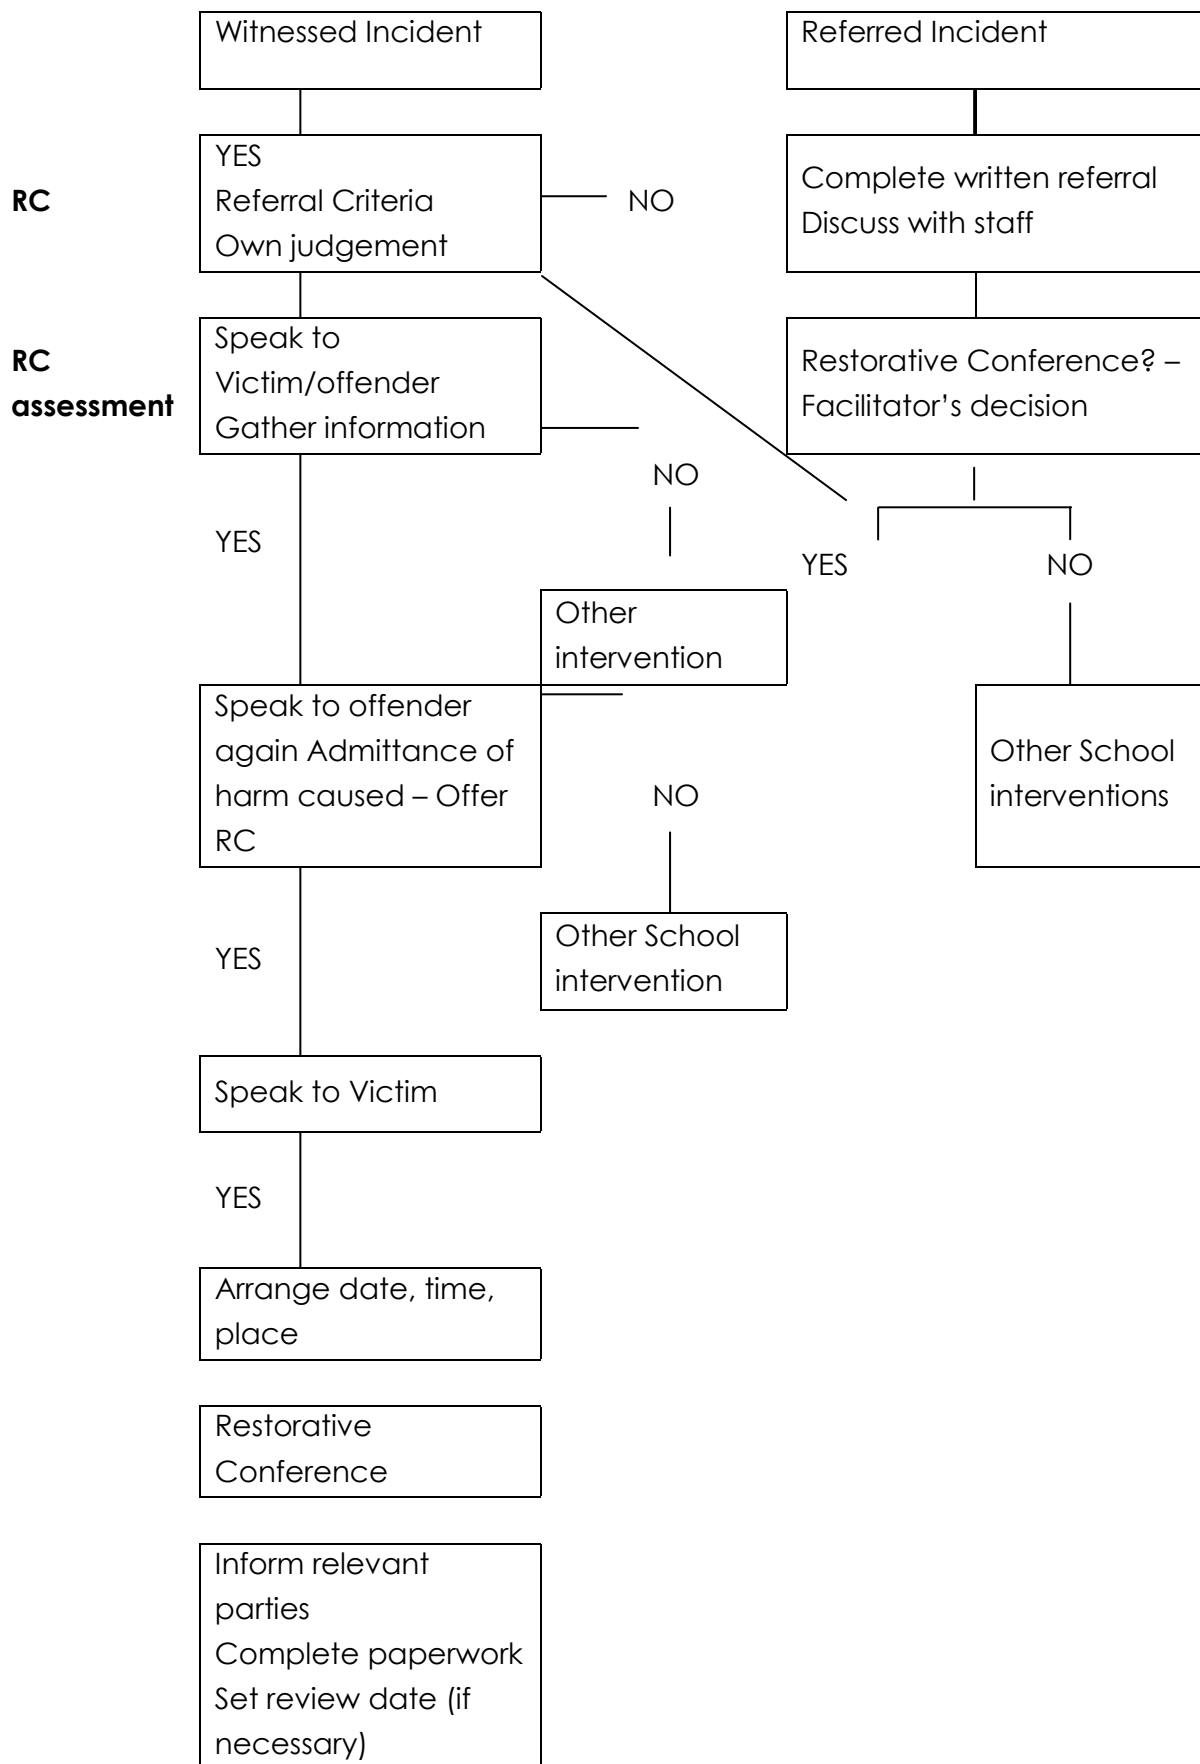 Witnessed Incident
Referred Incident
RC
YES
Referral Criteria
Own judgement
NO
Complete written referral
Discuss with staff
RC
assessment
Speak to
Victim/offender
Gather information
Restorative Conference? –
Facilitator's decision
NO
YES
YES
NO
Other
intervention
Speak to offender
again Admittance of
harm caused – Offer
RC
NO
Other School
interventions
YES
Other School
intervention
Speak to Victim
YES
Arrange date, time,
place
Restorative
Conference
Inform relevant
parties
Complete paperwork
Set review date (if
necessary)